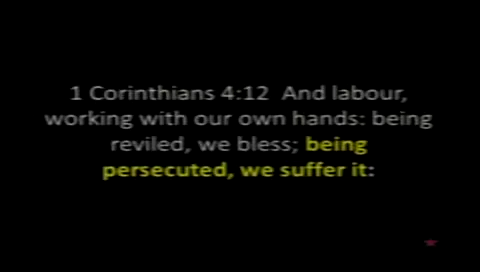 1 Corinthians 4:12  And labour,
working with our own hands: being
reviled, we bless; being
persecuted, we suffer it: